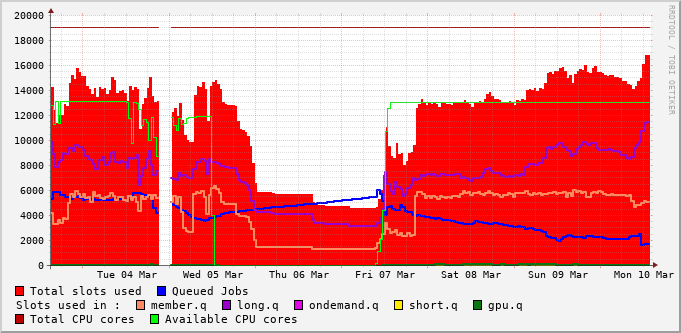 RRDTOOL / TOBI OETIKER
20000
18000
16000
14000
12000
10000
8000
6000
4000
2000
0
Tue 04 Mar Wed 05 Mar Thu 06 Mar Fri 07 Mar Sat 08 Mar Sun 09 Mar Mon 10 Mar
Total slots used Queued Jobs
Slots used in : member.q long.q ondemand.q short.q gpu.q
Total CPU cores Available CPU cores